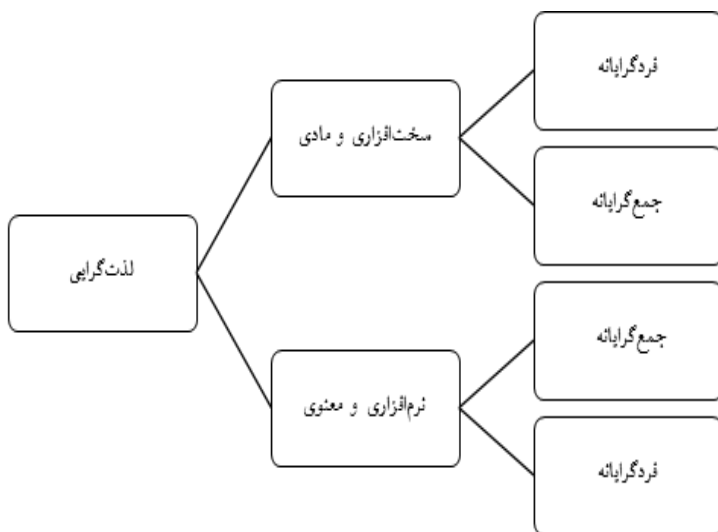 لذت‌گرایی
سخت‌افزاری و مادی
فردگرایانه
جمع‌گرایانه
نرم‌افزاری و معنوی
جمع‌گرایانه
فردگرایانه